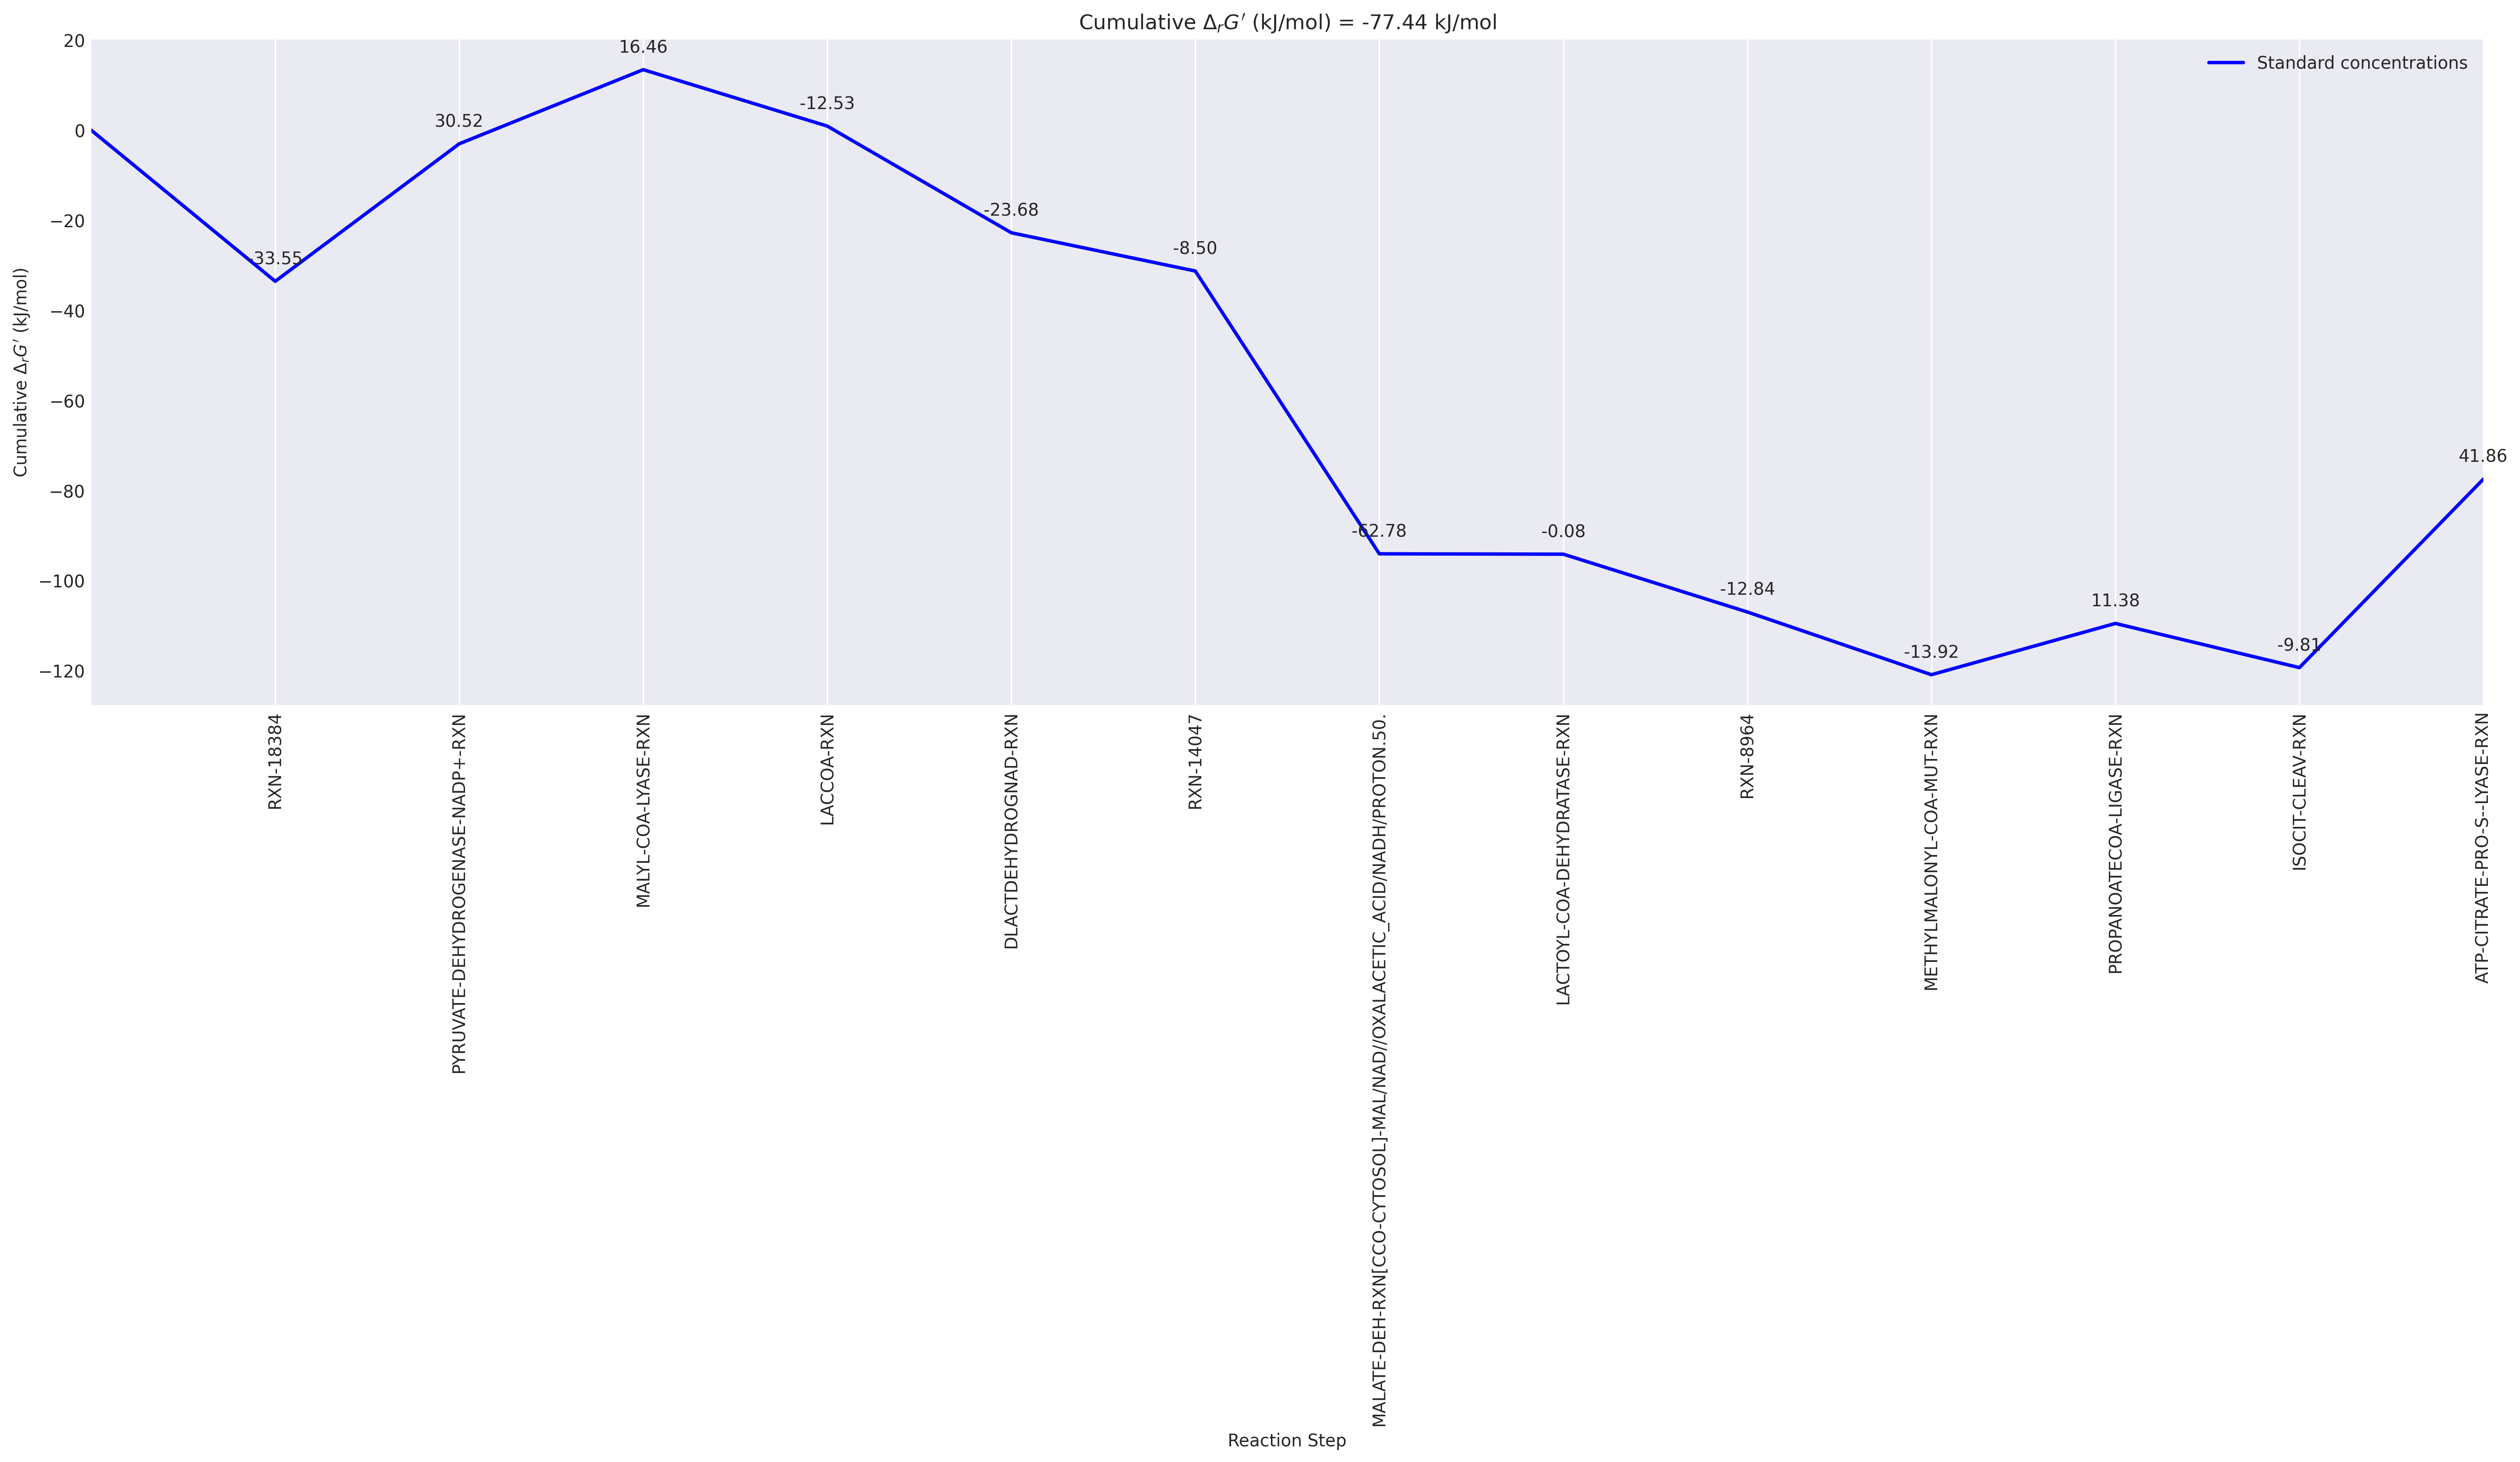 Cumulative ΔrG′ (kJ/mol) = -77.44 kJ/mol
Standard concentrations
Cumulative ΔrG′ (kJ/mol)
20
0
−20
−40
−60
−80
−100
−120
-33.55
30.52
16.46
-12.53
-23.68
-8.50
-62.78
-0.08
-12.84
-13.92
11.38
-9.81
41.86
RXN-18384
PYRUVATE-DEHYDROGENASE-NADP+-RXN
MALYL-COA-LYASE-RXN
LACCOA-RXN
DLACTDEHYDROGNAD-RXN
RXN-14047
MALATE-DEH-RXN[CCO-CYTOSOL]-MAL/NAD//OXALACETIC_ACID/NADH/PROTON.50.
LACTOYL-COA-DEHYDRATASE-RXN
RXN-8964
METHYLMALONYL-COA-MUT-RXN
PROPANOATECOA-LIGASE-RXN
ISOCIT-CLEAV-RXN
ATP-CITRATE-PRO-S--LYASE-RXN
Reaction Step